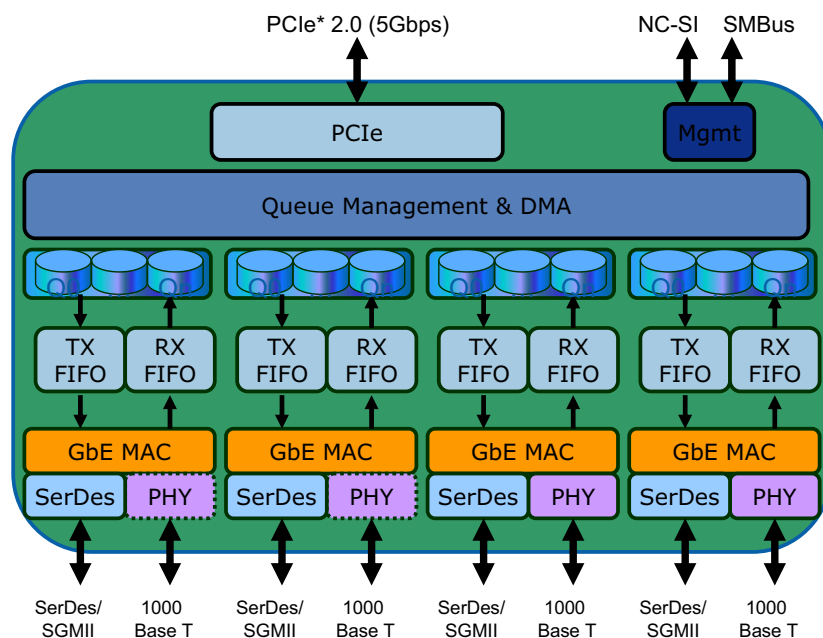 PCIe* 2.0 (5Gbps) NC-SI SMBus
PCIe Mgmt
Queue Management & DMA
TX RX TX RX TX RX TX RX
FIFO FIFO FIFO FIFO FIFO FIFO FIFO FIFO
GbE MAC GbE MAC GbE MAC GbE MAC
SerDes PHY SerDes PHY SerDes PHY SerDes PHY
SerDes/ 1000 SerDes/ 1000 SerDes/ 1000 SerDes/ 1000
SGMII Base T SGMII Base T SGMII Base T SGMII Base T